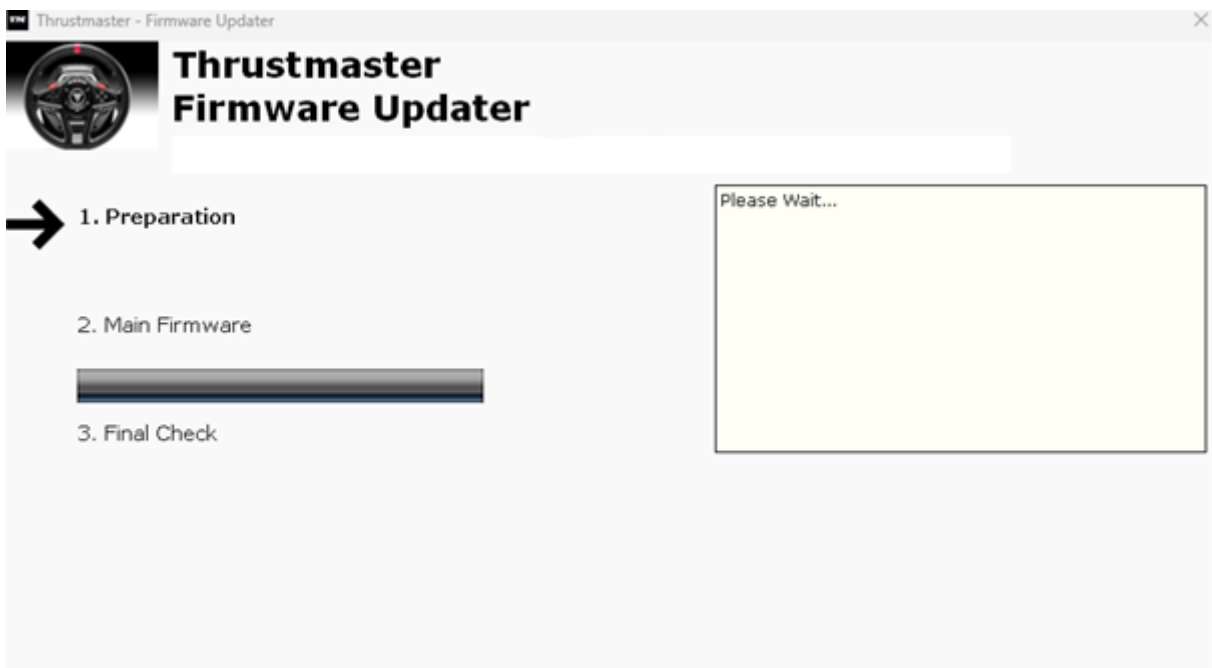 Thrustmaster - Firmware Updater
Thrustmaster
Firmware Updater
1. Preparation
Please Wait...
2. Main Firmware
3. Final Check